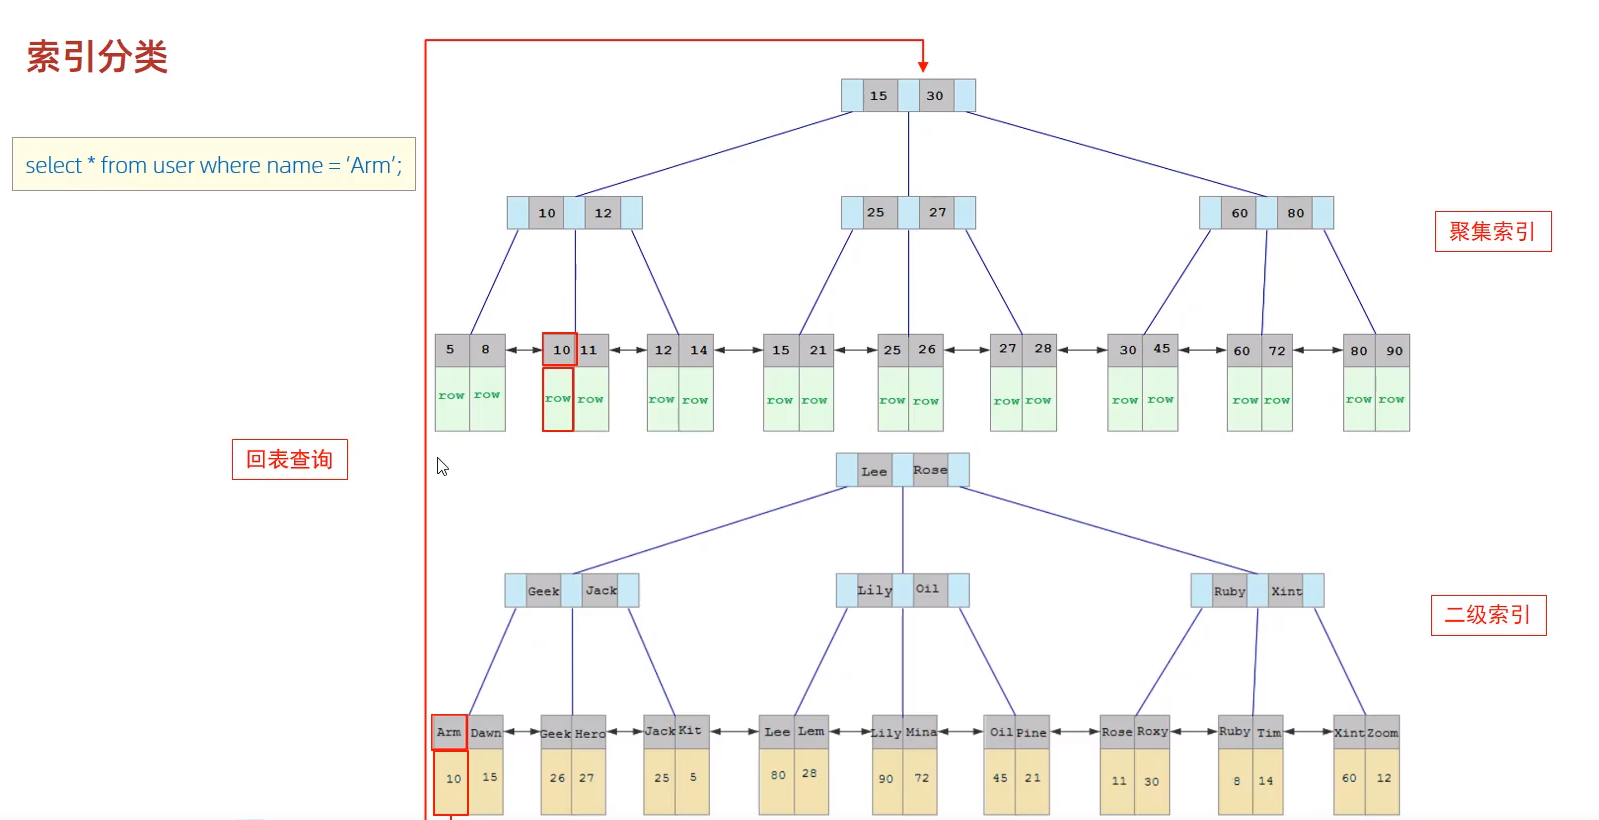 索引分类
select * from user where name = ‘Arm’;
15 30
10 12 25 27 60 80
聚集索引
5 8 10 11 12 14 15 21 25 26 27 28 30 45 60 72 80 90
row row row row row row row row row row row row row row row row row row
回表查询
Lee Rose
Geek Jack Lily Oil Ruby Xint
二级索引
Arm Dawn Geek Hero Jack Kit Lee Lem Lily Mina Oil Pine Rose Roxy Ruby Tim Xint Zoom
10 15 26 27 25 5 80 28 90 72 45 21 11 30 8 14 60 12